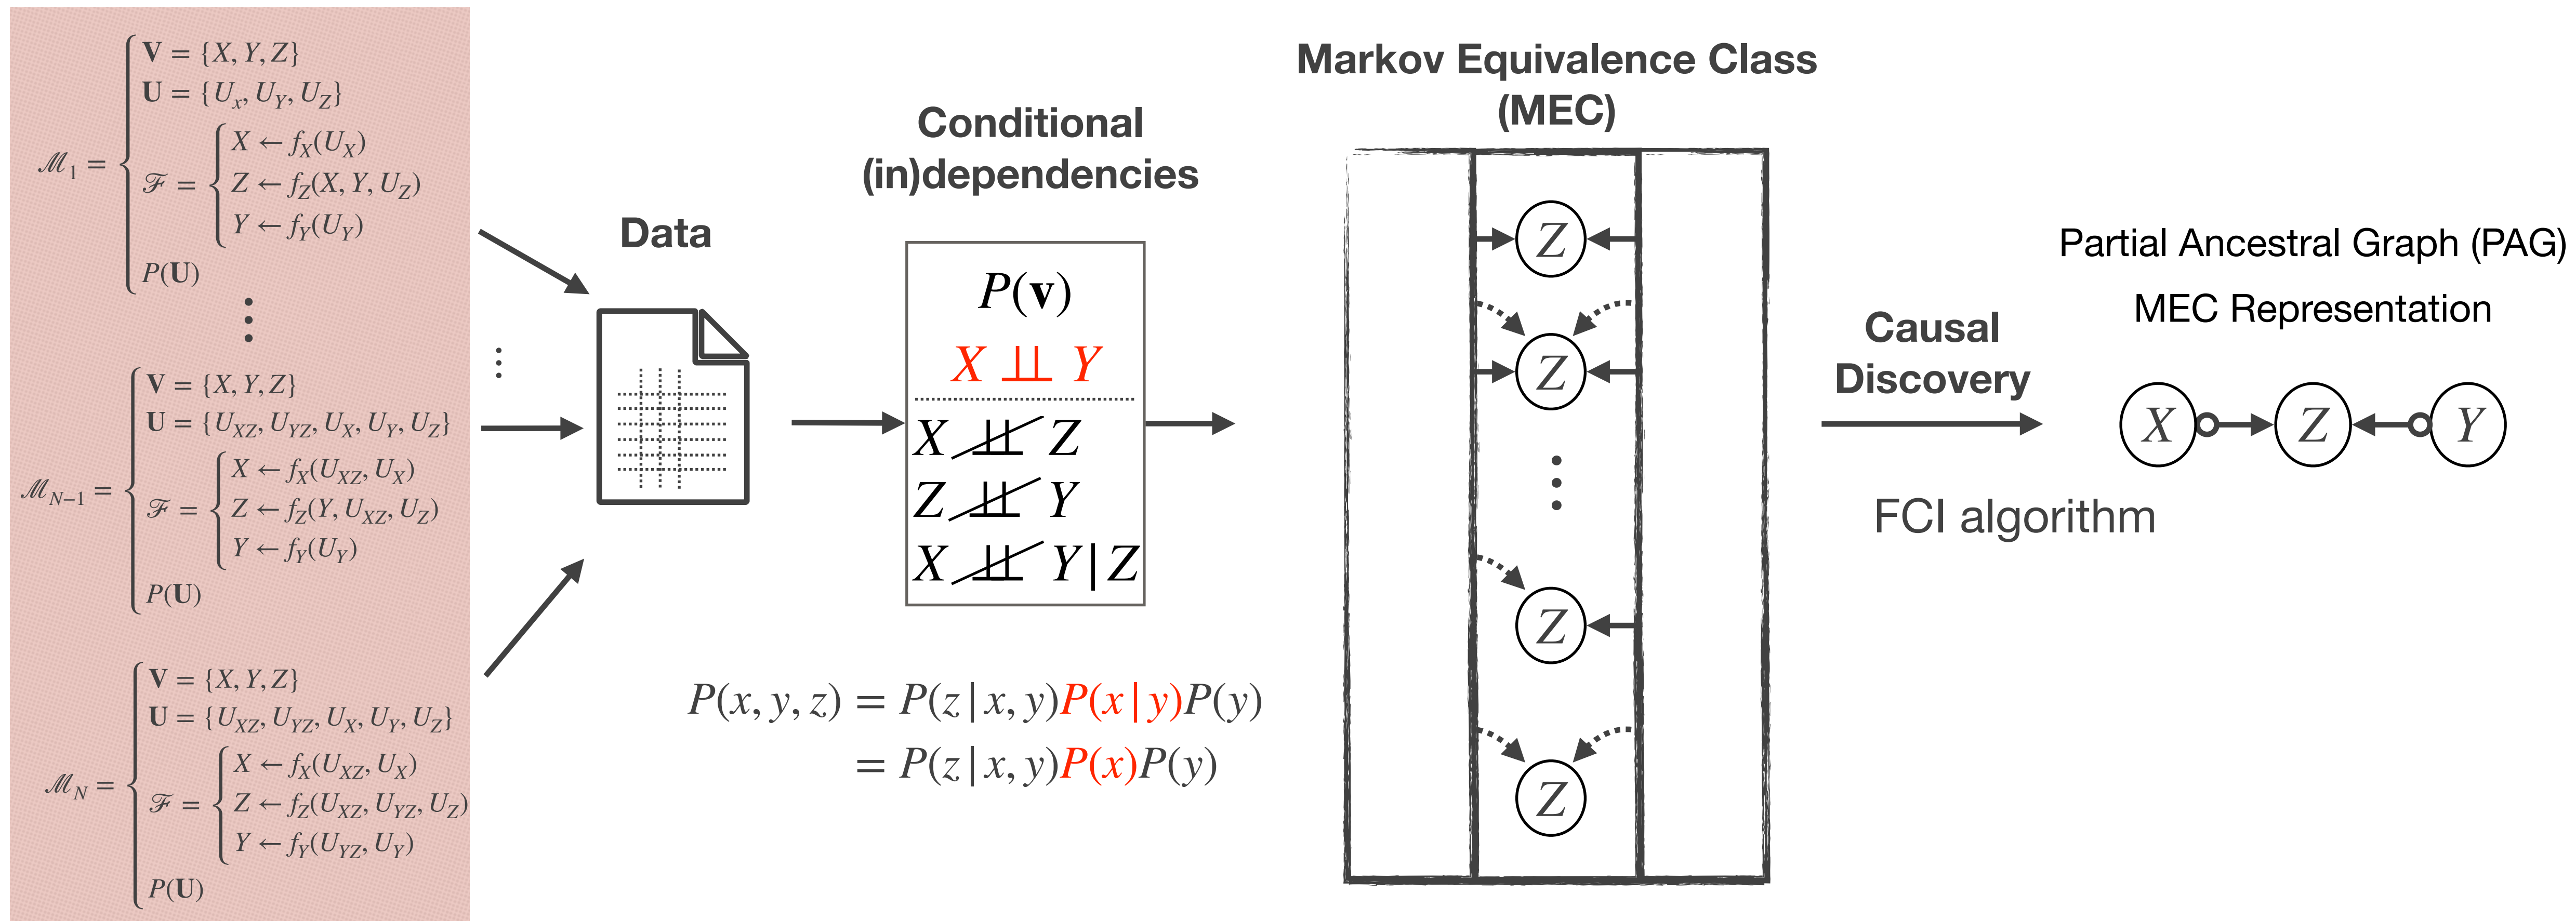 V = {X, Y, Z}
U = {U_x, U_Y, U_Z}
ℳ_1 =
ℱ =
X ← f_X(U_X)
Z ← f_Z(X, Y, U_Z)
Y ← f_Y(U_Y)
P(U)
⋮
V = {X, Y, Z}
U = {U_XZ, U_YZ, U_X, U_Y, U_Z}
ℳ_N−1 =
ℱ =
X ← f_X(U_XZ, U_X)
Z ← f_Z(Y, U_XZ, U_Z)
Y ← f_Y(U_Y)
P(U)
V = {X, Y, Z}
U = {U_XZ, U_YZ, U_X, U_Y, U_Z}
ℳ_N =
ℱ =
X ← f_X(U_XZ, U_X)
Z ← f_Z(U_XZ, U_YZ, U_Z)
Y ← f_Y(U_YZ, U_Y)
P(U)
⋮
Data
Conditional
(in)dependencies
P(v)
X ⫫ Y
X ⫫̸ Z
Z ⫫̸ Y
X ⫫̸ Y|Z
P(x, y, z) = P(z|x, y)P(x|y)P(y)
= P(z|x, y)P(x)P(y)
Markov Equivalence Class
(MEC)
Z
Z
⋮
Z
Z
Causal
Discovery
FCI algorithm
Partial Ancestral Graph (PAG)
MEC Representation
X Z Y